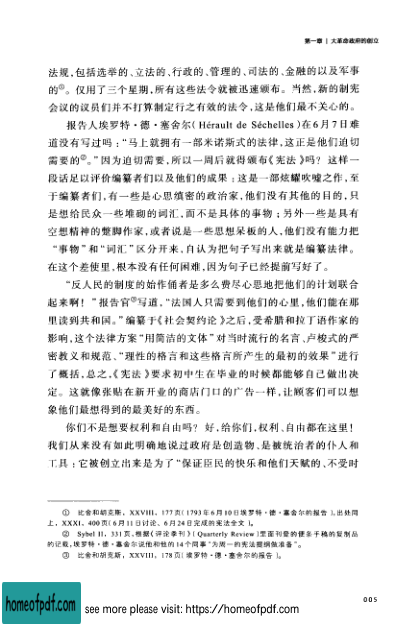 第一章 | 大革命政府的创立
法规,包括选举的、立法的、行政的、管理的、司法的、金融的以及军事
的①。仅用了三个星期,所有这些法令就被迅速颁布。当然,新的制宪
会议的议员们并不打算制定行之有效的法令,这是他们最不关心的。
报告人埃罗特·德·塞舍尔(Hérault de Séchelles)在6月7日难
道没有写过吗:“马上就拥有一部米诺斯式的法律,这正是他们迫切
需要的②。”因为迫切需要,所以一周后就得颁布《宪法》吗?这样一
段话足以评价编纂者们以及他们的成果:这是一部炫耀吹嘘之作,至
于编纂者们,有一些是心思缜密的政治家,他们没有其他的目的,只
是想给民众一些堆砌的词汇,而不是具体的事物;另外一些是具有
空想精神的蹩脚作家,或者说是一些思想呆板的人,他们没有能力把
“事物”和“词汇”区分开来,自认为把句子写出来就是编纂法律。
在这个差使里,根本没有任何困难,因为句子已经提前写好了。
“反人民的制度的始作俑者是多么费尽心思地把他们的计划联合
起来啊!”报告官③写道,“法国人只需要到他们的心里,他们能在那
里读到共和国。”编纂于《社会契约论》之后,受希腊和拉丁语作家的
影响,这个法律方案“用简洁的文体”对当时流行的名言、卢梭式的严
密教义和规范、“理性的格言和这些格言所产生的最初的效果”进行
了概括,总之,《宪法》要求初中生在毕业的时候都能够自己做出决
定。这就像张贴在新开业的商店门口的广告一样,让顾客们可以想
象他们最想得到的最美好的东西。
你们不是想要权利和自由吗?好,给你们,权利、自由都在这里!
我们从来没有如此明确地说过政府是创造物、是被统治者的仆人和
工具;它被创立出来是为了“保证臣民的快乐和他们天赋的、不受时
① 比舍和胡克斯,XXVIII,177页(1793年6月10日埃罗特·德·塞舍尔的报告),出处同
上,XXXI,400页(6月11日讨论、6月24日完成的宪法全文)。
② Sybel II,331页,根据《评论季刊》(Quarterly Review)里面刊登的便条手稿的复制品
的记载,埃罗特·德·塞舍尔说他和他的14个同事“为周一的宪法提纲做准备”。
③ 比舍和胡克斯,XXVIII,178页(埃罗特·德·塞舍尔的报告)。
005
homeofpdf.com see more please visit: https://homeofpdf.com